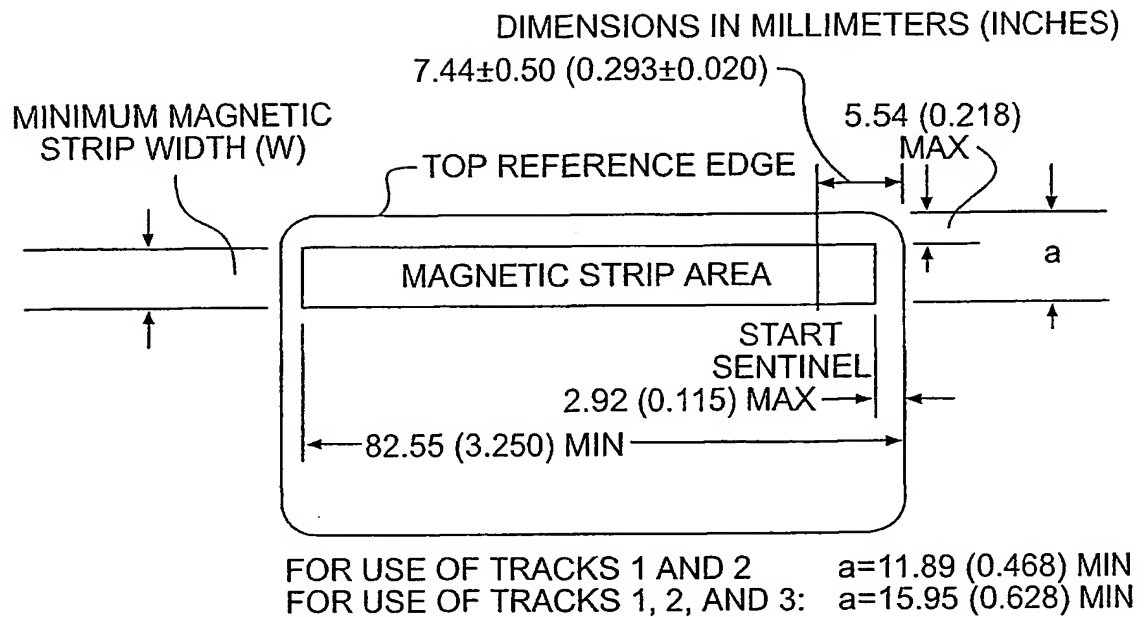 DIMENSIONS IN MILLIMETERS (INCHES)
7.44±0.50 (0.293±0.020)
MINIMUM MAGNETIC
STRIP WIDTH (W)
5.54 (0.218)
MAX
TOP REFERENCE EDGE
a
MAGNETIC STRIP AREA
START
SENTINEL
2.92 (0.115) MAX
82.55 (3.250) MIN
FOR USE OF TRACKS 1 AND 2 a=11.89 (0.468) MIN
FOR USE OF TRACKS 1, 2, AND 3: a=15.95 (0.628) MIN